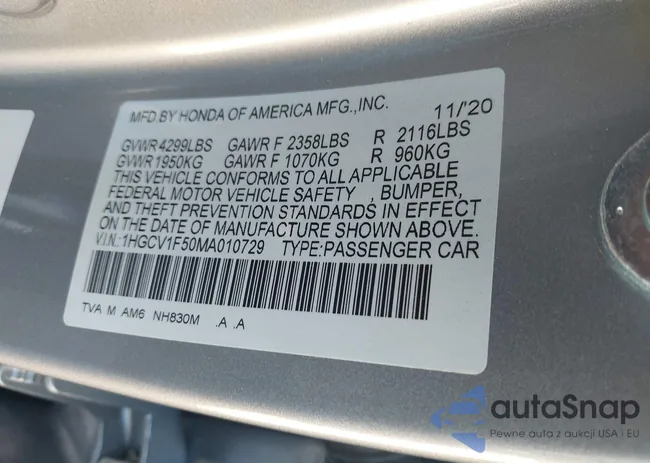 MFD.BY HONDA OF AMERICA MFG.,INC. 11/'20
GVWR 4299LBS GAWR F 2358LBS R 2116LBS
GVWR 1950KG GAWR F 1070KG R 960KG
THIS VEHICLE CONFORMS TO ALL APPLICABLE
FEDERAL MOTOR VEHICLE SAFETY , BUMPER,
AND THEFT PREVENTION STANDARDS IN EFFECT
ON THE DATE OF MANUFACTURE SHOWN ABOVE.
V.I.N.:1HGCV1F50MA010729 TYPE:PASSENGER CAR
TVA M AM6 NH830M .A .A
autoSnap
Pewne auta z aukcji USA i EU